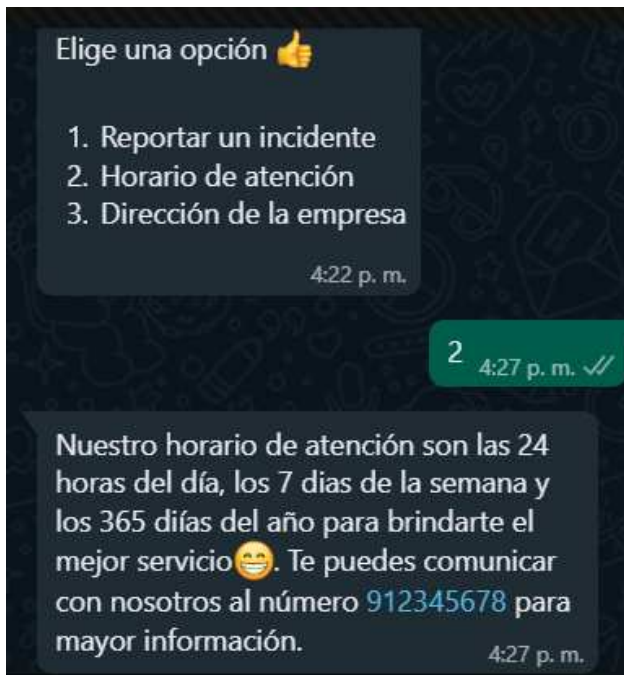 Elige una opción 👍
1. Reportar un incidente
2. Horario de atención
3. Dirección de la empresa
4:22 p. m.
2
4:27 p. m.
Nuestro horario de atención son las 24
horas del día, los 7 dias de la semana y
los 365 diías del año para brindarte el
mejor servicio😁. Te puedes comunicar
con nosotros al número 912345678 para
mayor información.
4:27 p. m.